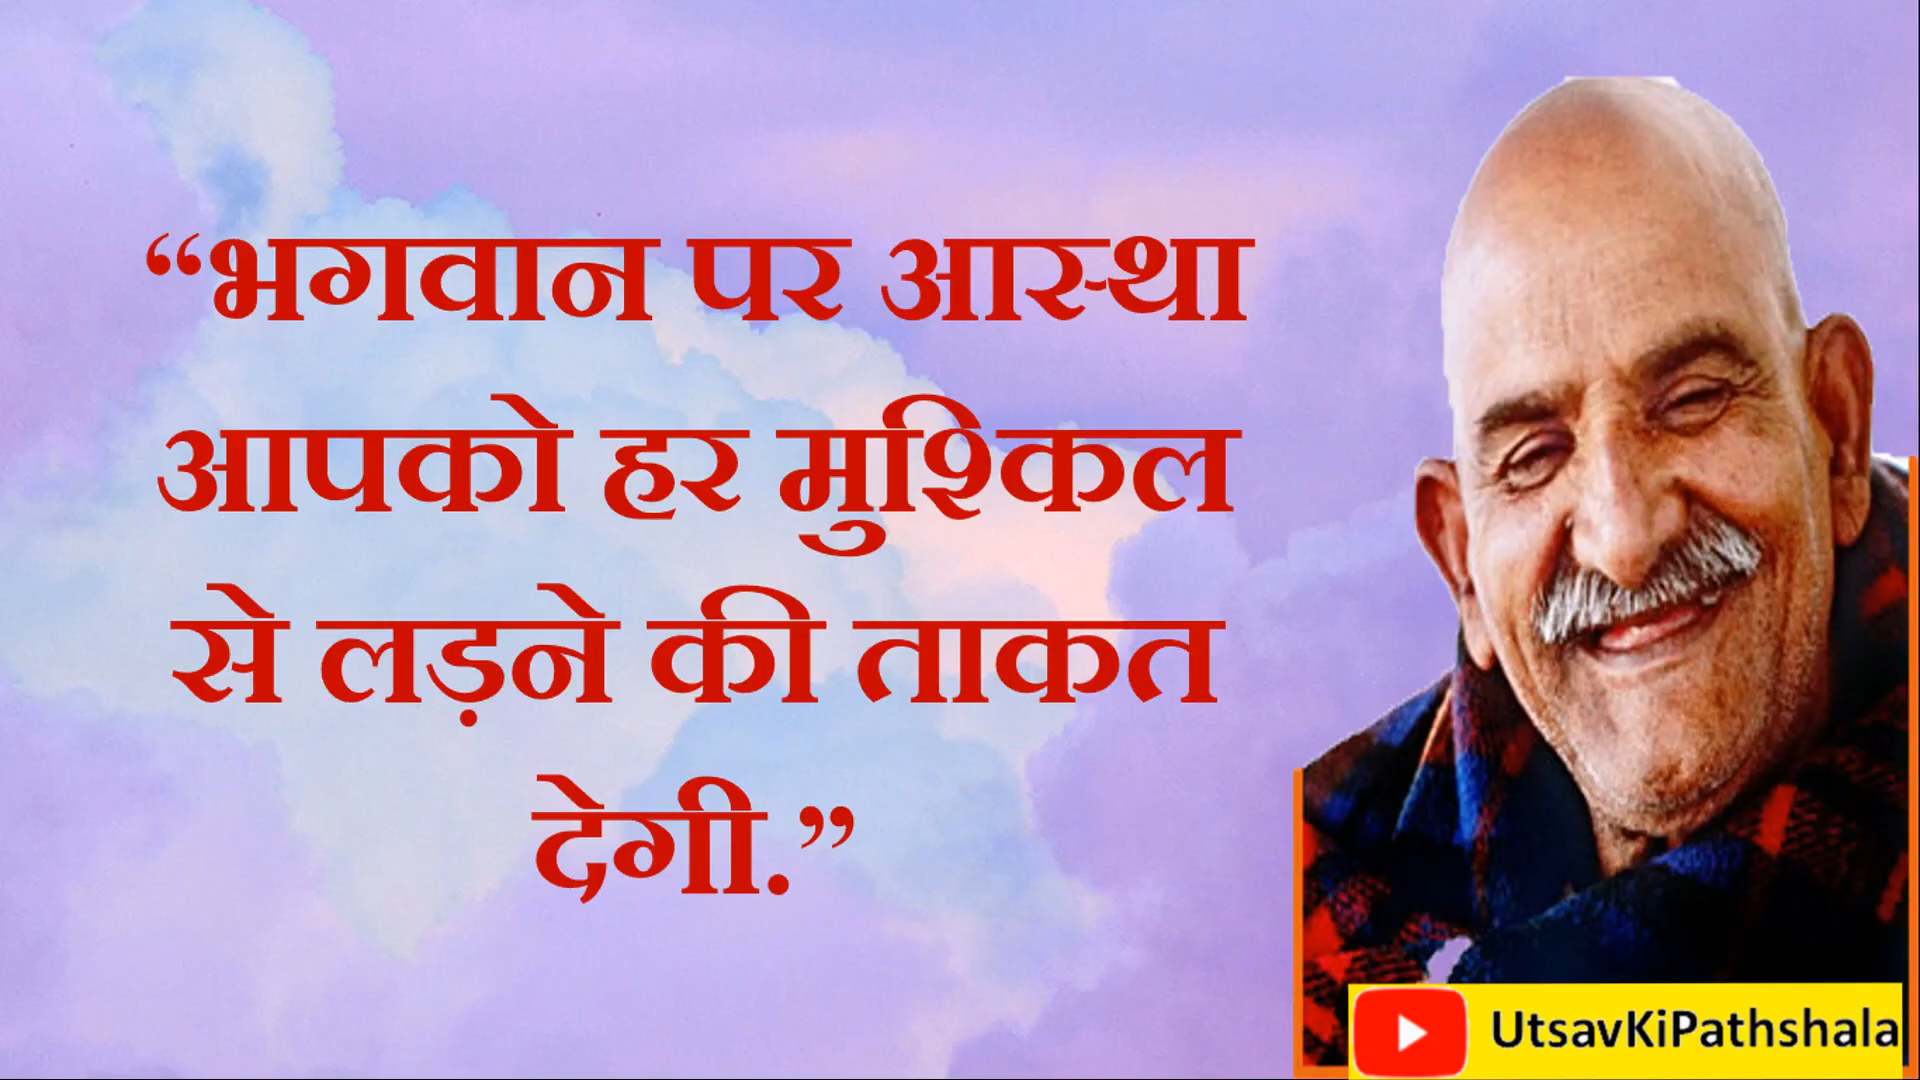 “भगवान पर आस्था
आपको हर मुश्किल
से लड़ने की ताकत
देगी.”
UtsavKiPathshala